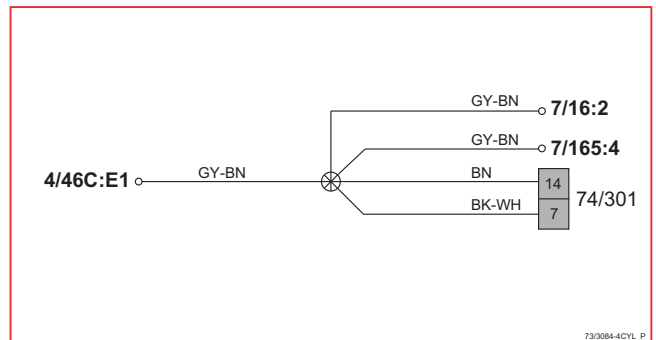 GY-BN 7/16:2
GY-BN 7/165:4
4/46C:E1 GY-BN BN 14
74/301
BK-WH 7
73/3084-4CYL_P